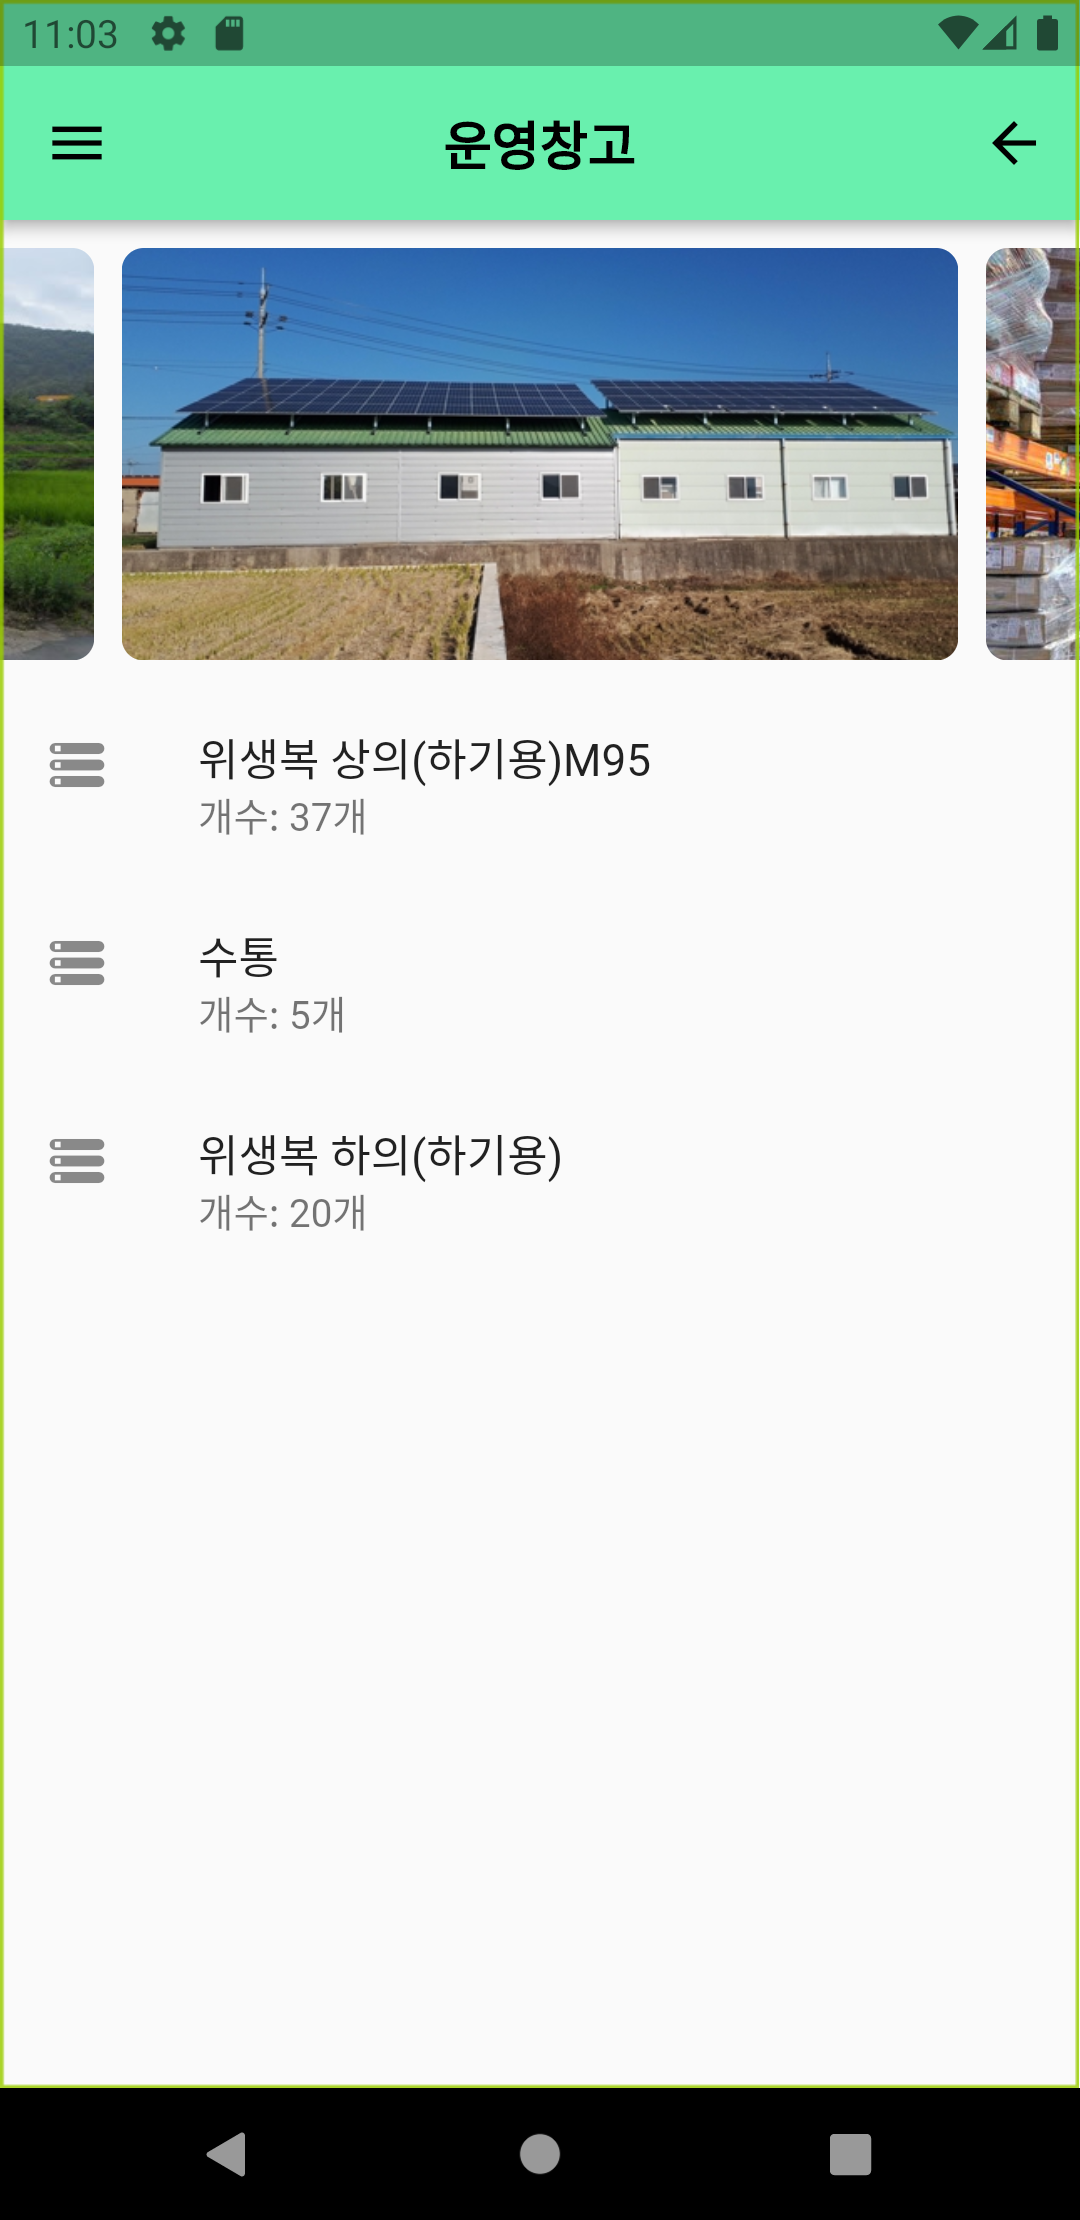 11:03
운영창고
위생복 상의(하기용)M95
개수: 37개
수통
개수: 5개
위생복 하의(하기용)
개수: 20개